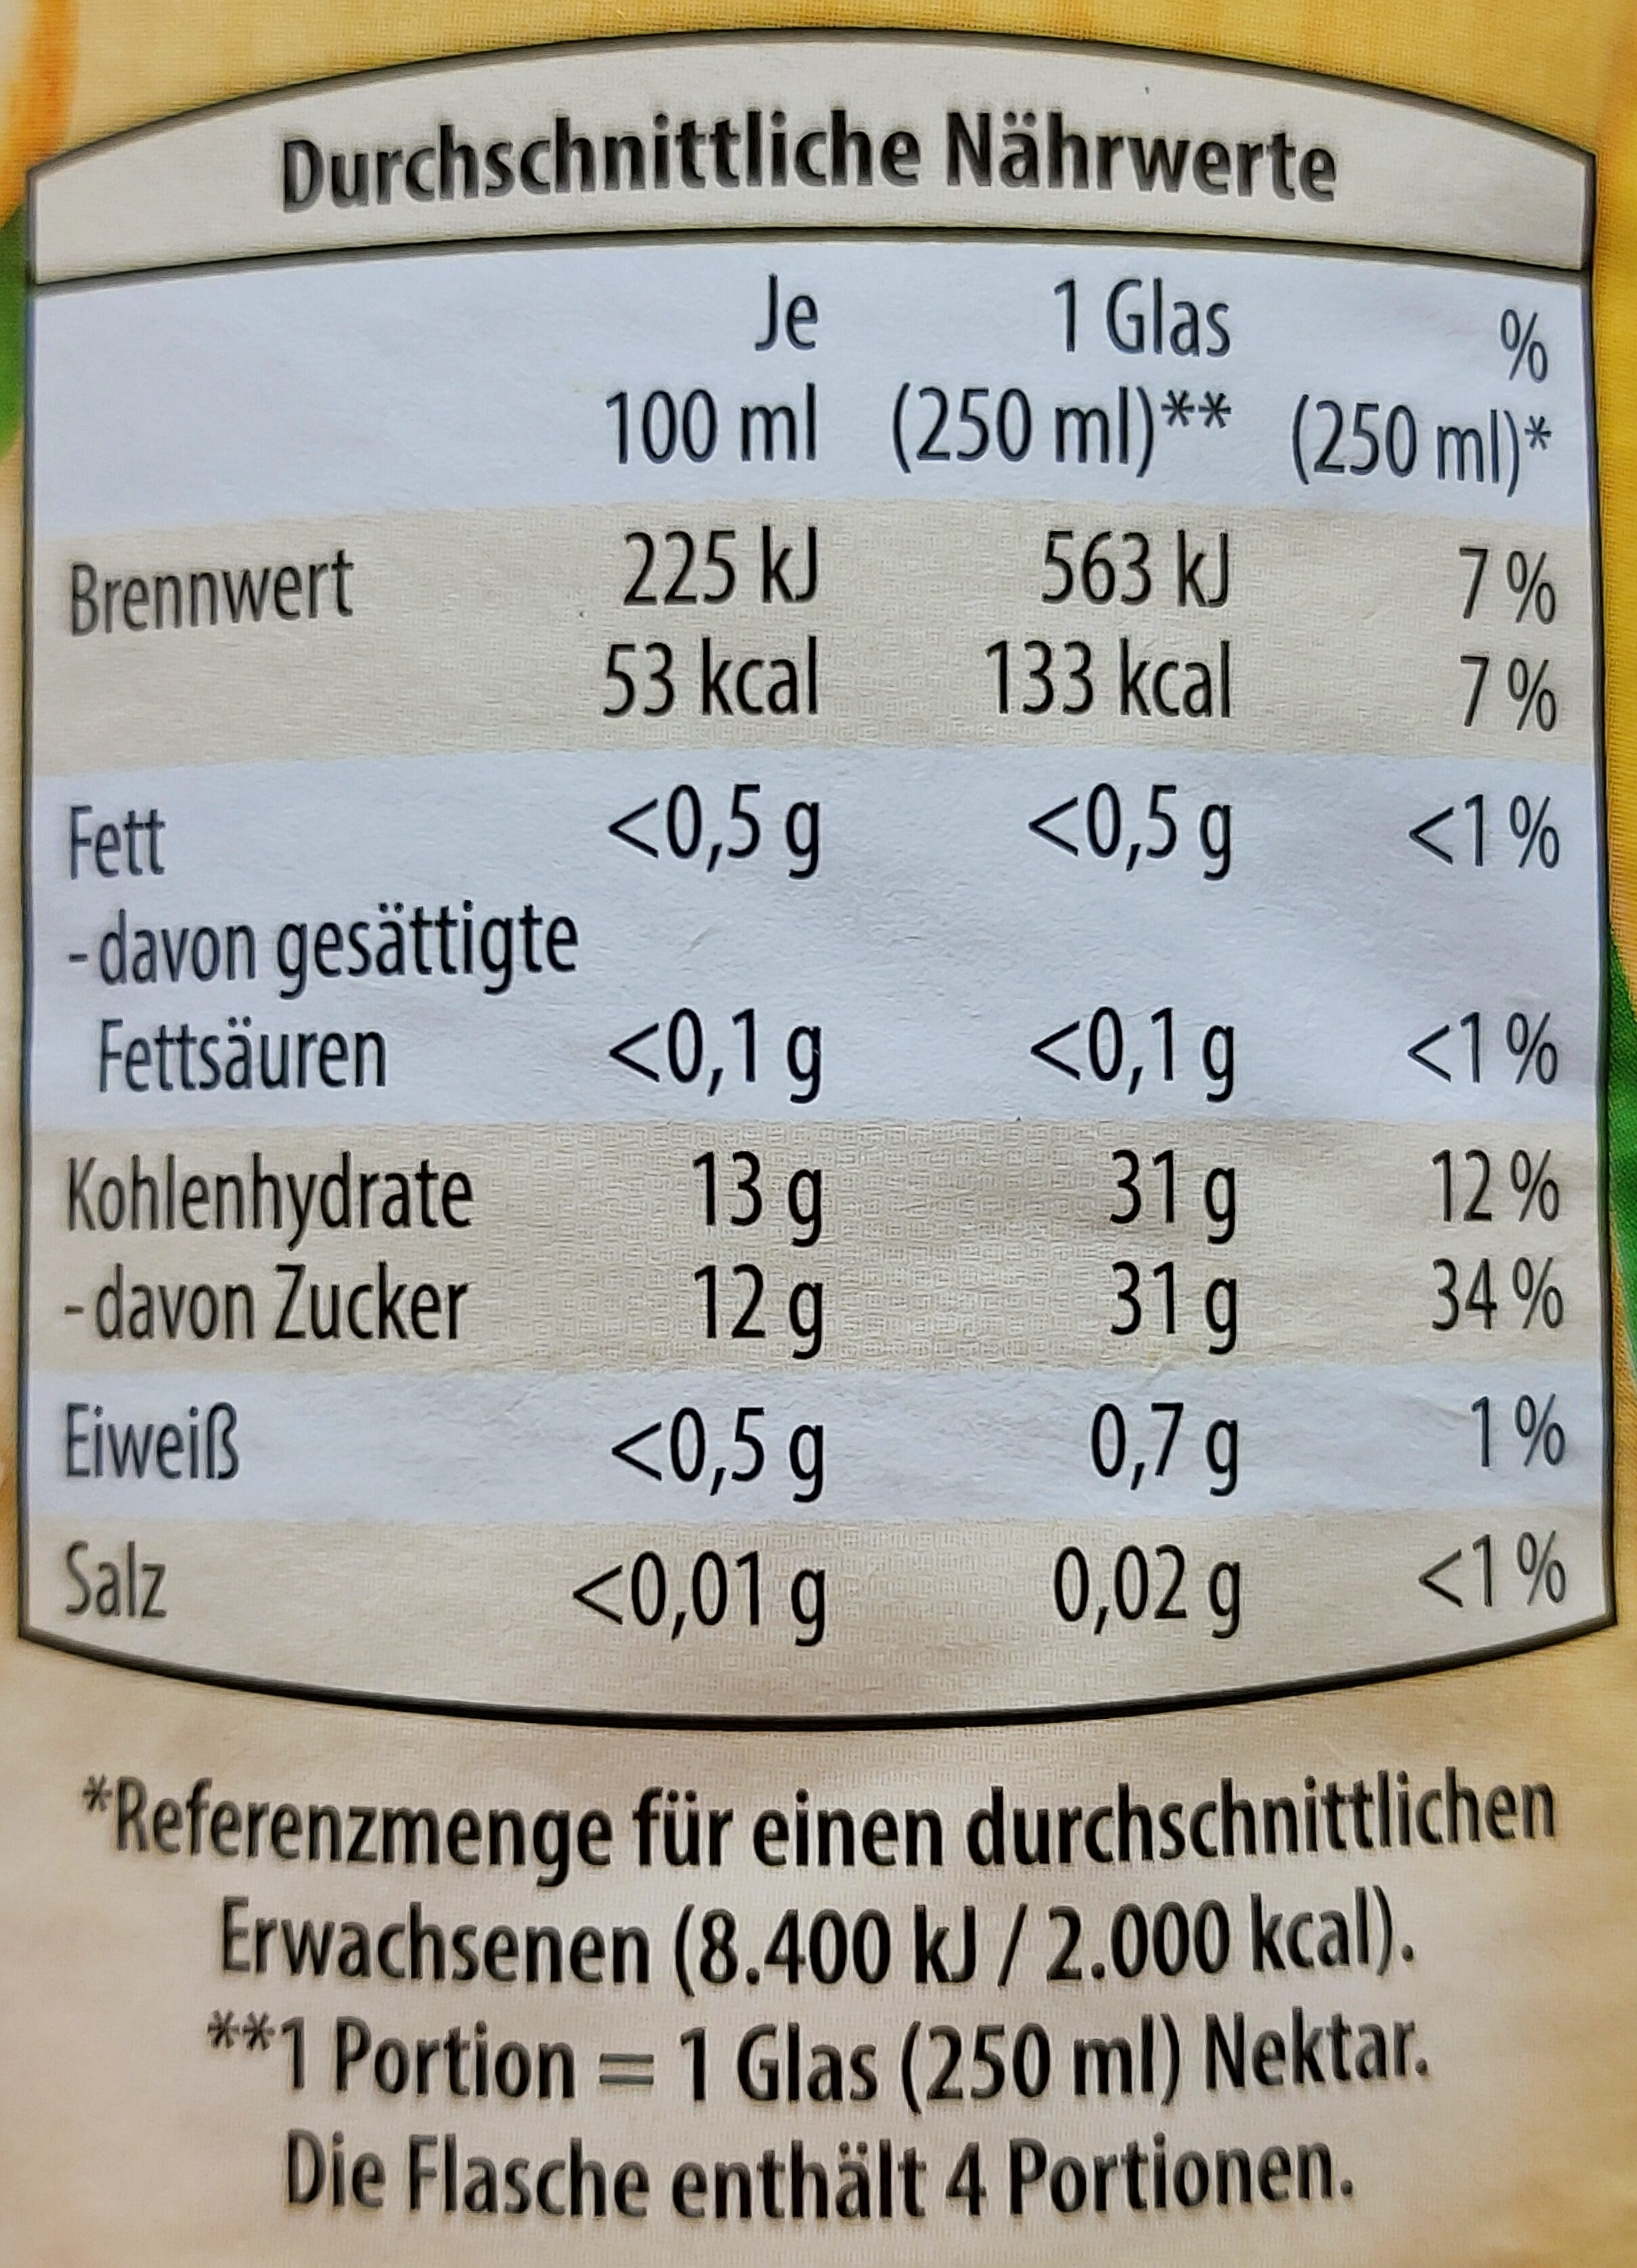 Durchschnittliche Nährwerte
Je 1 Glas %
100 ml (250 ml)** (250 ml)*
Brennwert 225 kJ 563 kJ 7 %
53 kcal 133 kcal 7 %
Fett <0,5 g <0,5 g <1 %
- davon gesättigte
Fettsäuren <0,1 g <0,1 g <1 %
Kohlenhydrate 13 g 31 g 12 %
- davon Zucker 12 g 31 g 34 %
Eiweiß <0,5 g 0,7 g 1 %
Salz <0,01 g 0,02 g <1 %
*Referenzmenge für einen durchschnittlichen
Erwachsenen (8.400 kJ / 2.000 kcal).
**1 Portion = 1 Glas (250 ml) Nektar.
Die Flasche enthält 4 Portionen.